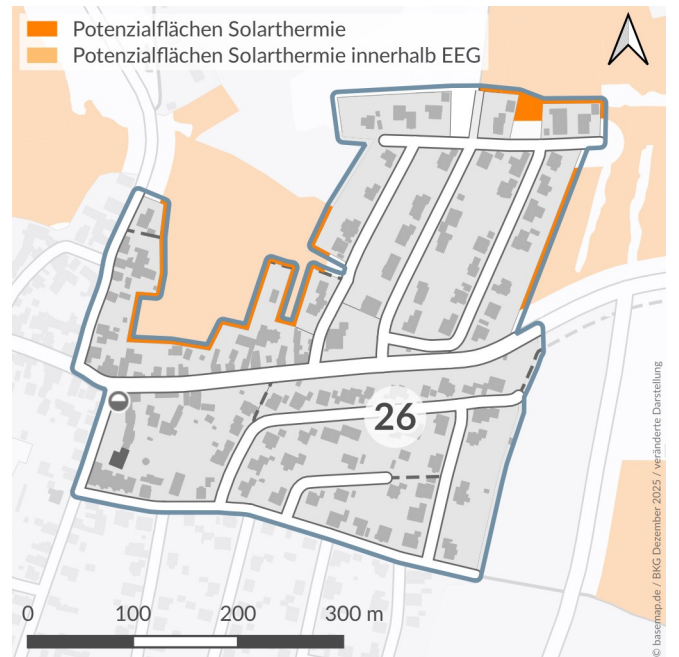 Potenzialflächen Solarthermie
Potenzialflächen Solarthermie innerhalb EEG
26
0 100 200 300 m
© basemap.de / BKG Dezember 2025 / veränderte Darstellung